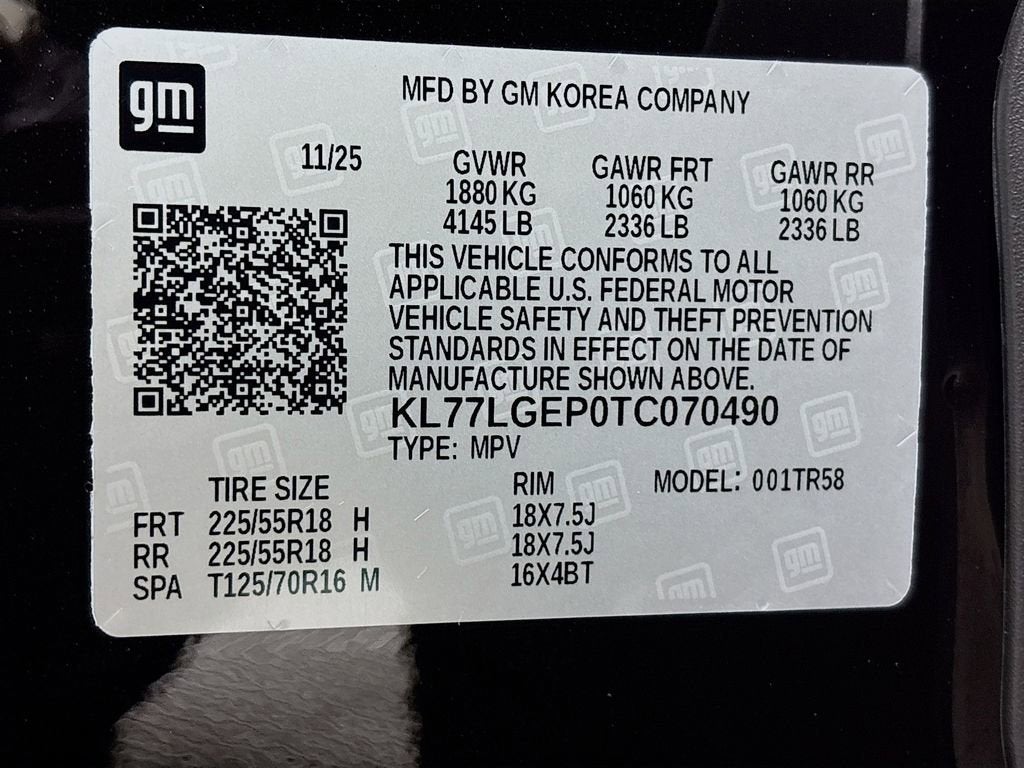 gm
MFD BY GM KOREA COMPANY
11/25
GVWR GAWR FRT GAWR RR
1880 KG 1060 KG 1060 KG
4145 LB 2336 LB 2336 LB
THIS VEHICLE CONFORMS TO ALL
APPLICABLE U.S. FEDERAL MOTOR
VEHICLE SAFETY AND THEFT PREVENTION
STANDARDS IN EFFECT ON THE DATE OF
MANUFACTURE SHOWN ABOVE.
KL77LGEP0TC070490
TYPE: MPV
TIRE SIZE RIM MODEL: 001TR58
FRT 225/55R18 H 18X7.5J
RR 225/55R18 H 18X7.5J
SPA T125/70R16 M 16X4BT